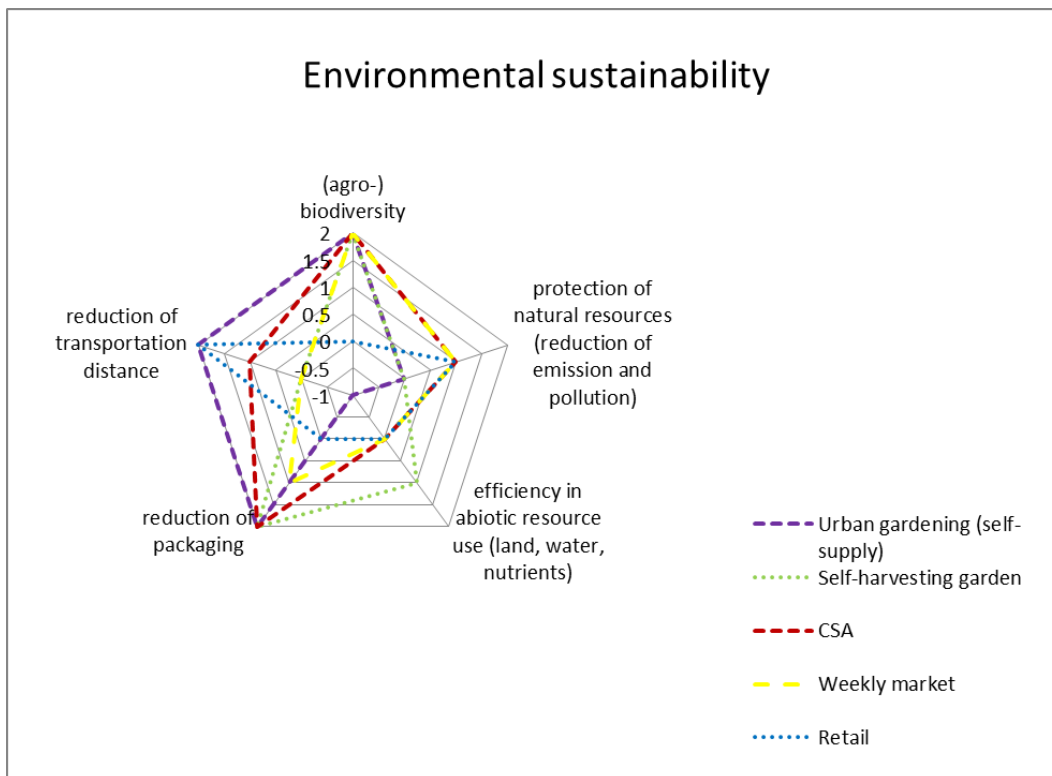 Environmental sustainability
(agro-)
biodiversity
2
1.5
1
0.5
0
-0.5
-1
protection of
natural resources
(reduction of
emission and
pollution)
reduction of
transportation
distance
efficiency in
abiotic resource
use (land, water,
nutrients)
reduction of
packaging
Urban gardening (self-
supply)
Self-harvesting garden
CSA
Weekly market
Retail